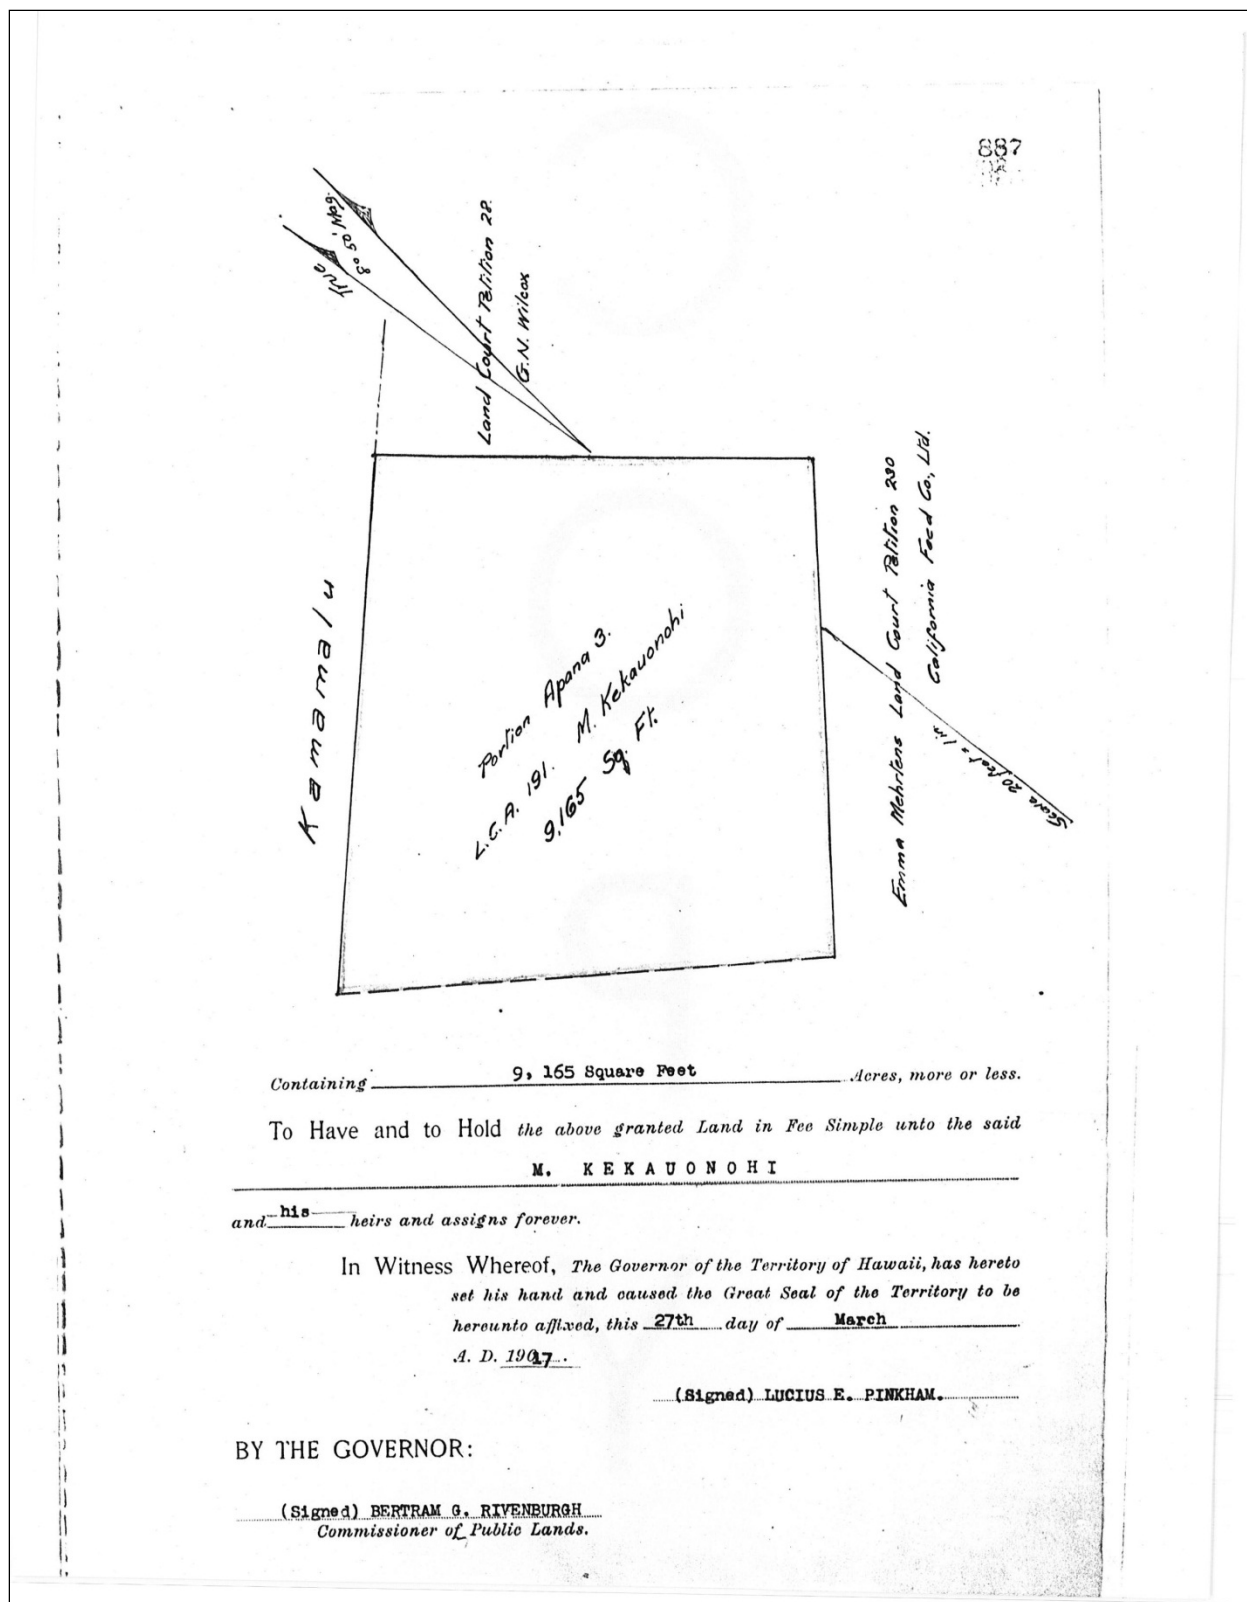 887
True
8° 50' Mag.
Land Court Petition 28.
G.N. Wilcox
Kamamalu
Portion Apana 3.
L.C.A. 191. M. Kekauonohi
9,165 Sq. Ft.
Emma Mehrtens Land Court Petition 230
California Feed Co., Ltd.
Scale 20 feet = 1 in.
Containing 9, 165 Square Feet Acres, more or less.
To Have and to Hold the above granted Land in Fee Simple unto the said
M. KEKAUONOHI
and his heirs and assigns forever.
In Witness Whereof, The Governor of the Territory of Hawaii, has hereto
set his hand and caused the Great Seal of the Territory to be
hereunto affixed, this 27th day of March
A. D. 1917.
(Signed) LUCIUS E. PINKHAM.
BY THE GOVERNOR:
(Signed) BERTRAM G. RIVENBURGH
Commissioner of Public Lands.